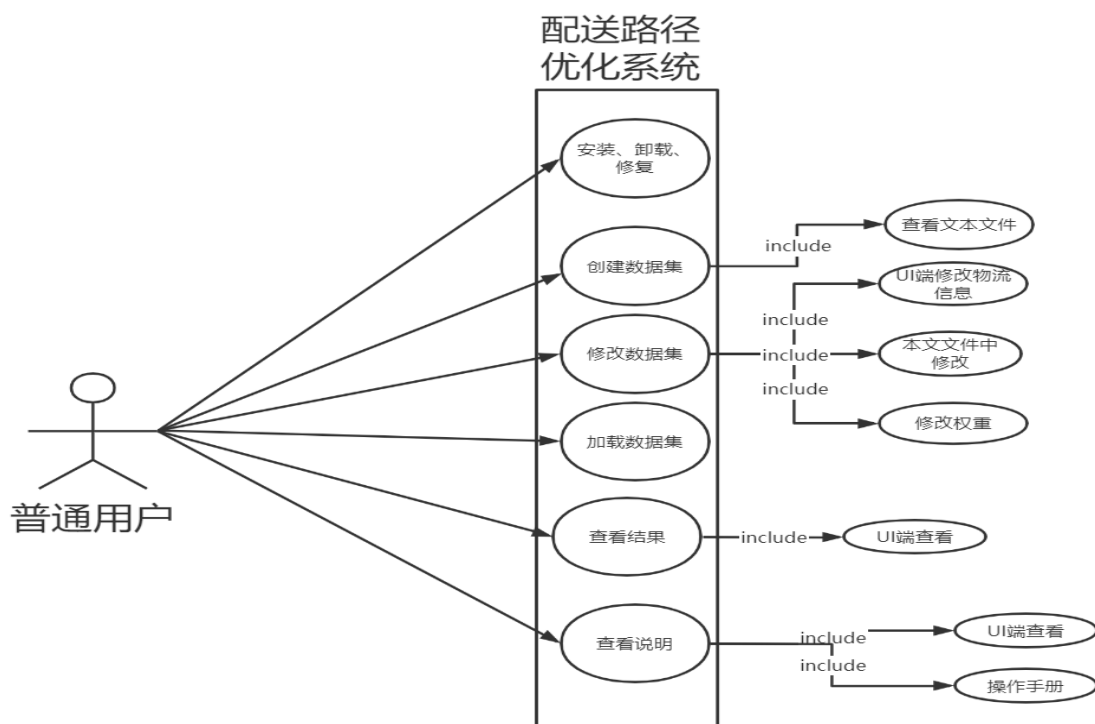 配送路径
优化系统
安装、卸载、
修复
创建数据集
include
查看文本文件
修改数据集
include
UI端修改物流
信息
include
本文文件中
修改
include
修改权重
加载数据集
查看结果
include
UI端查看
查看说明
include
UI端查看
include
操作手册
普通用户